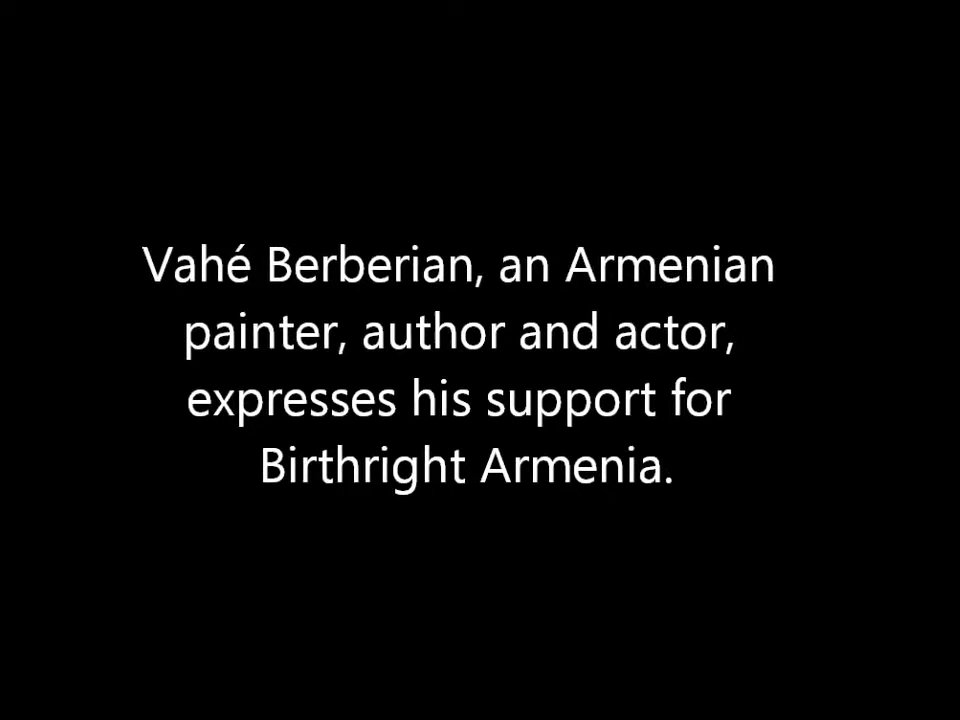 Vahé Berberian, an Armenian
painter, author and actor,
expresses his support for
Birthright Armenia.